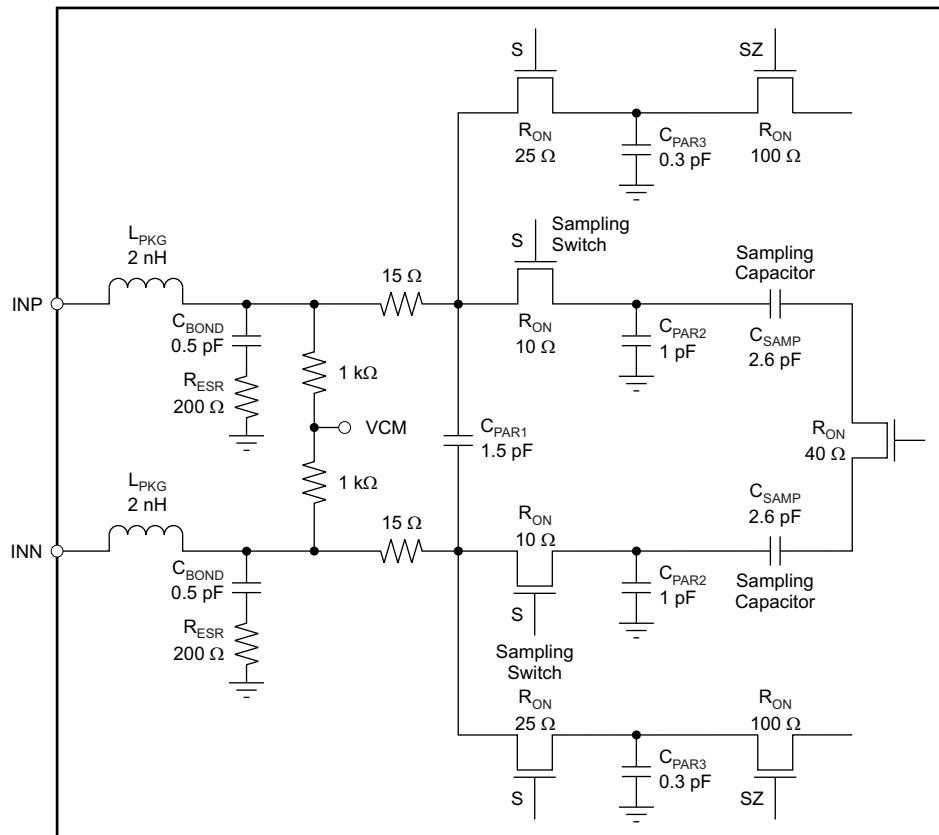 S
SZ
R_ON
25 Ω
C_PAR3
0.3 pF
R_ON
100 Ω
Sampling
Switch
S
L_PKG
2 nH
15 Ω
Sampling
Capacitor
INP
C_BOND
0.5 pF
R_ON
10 Ω
C_PAR2
1 pF
C_SAMP
2.6 pF
R_ESR
200 Ω
1 kΩ
VCM
C_PAR1
1.5 pF
R_ON
40 Ω
1 kΩ
L_PKG
2 nH
15 Ω
R_ON
10 Ω
C_SAMP
2.6 pF
INN
C_BOND
0.5 pF
C_PAR2
1 pF
Sampling
Capacitor
R_ESR
200 Ω
S
Sampling
Switch
R_ON
25 Ω
R_ON
100 Ω
C_PAR3
0.3 pF
S
SZ